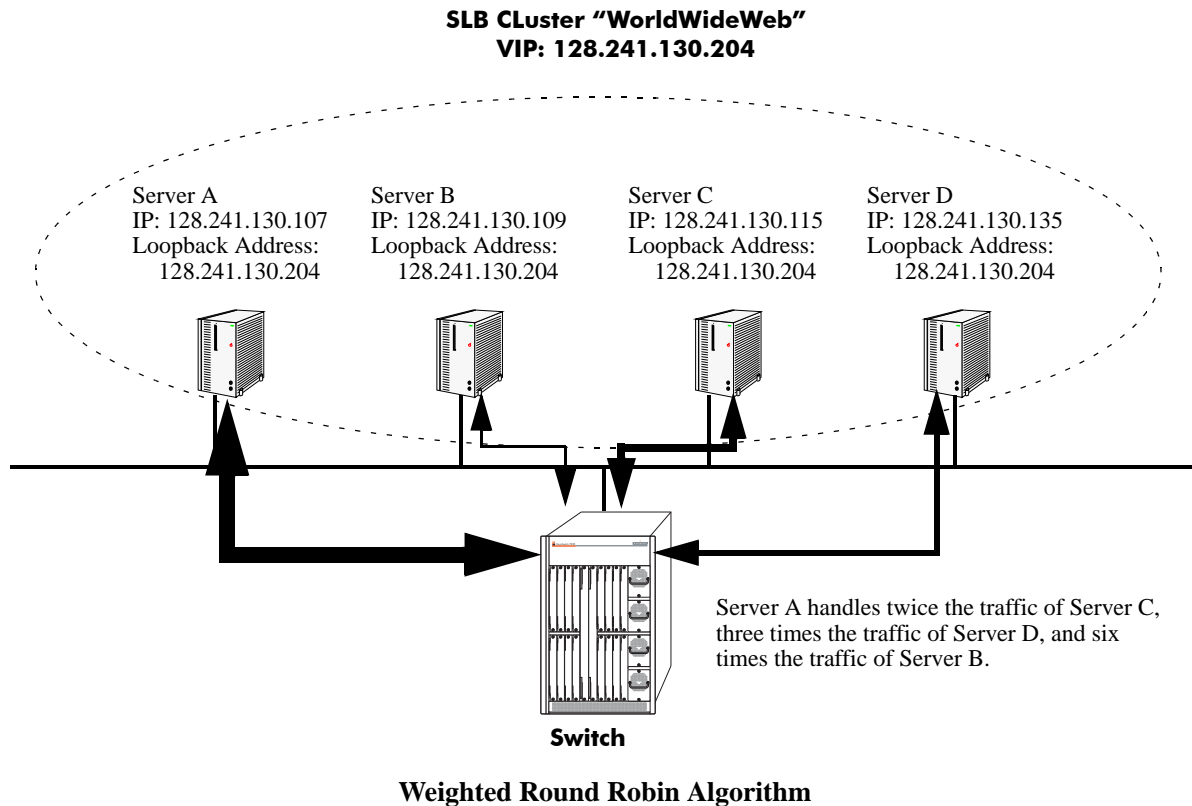 SLB CLuster “WorldWideWeb”
VIP: 128.241.130.204
Server A
IP: 128.241.130.107
Loopback Address:
128.241.130.204
Server B
IP: 128.241.130.109
Loopback Address:
128.241.130.204
Server C
IP: 128.241.130.115
Loopback Address:
128.241.130.204
Server D
IP: 128.241.130.135
Loopback Address:
128.241.130.204
Server A handles twice the traffic of Server C,
three times the traffic of Server D, and six
times the traffic of Server B.
Switch
Weighted Round Robin Algorithm